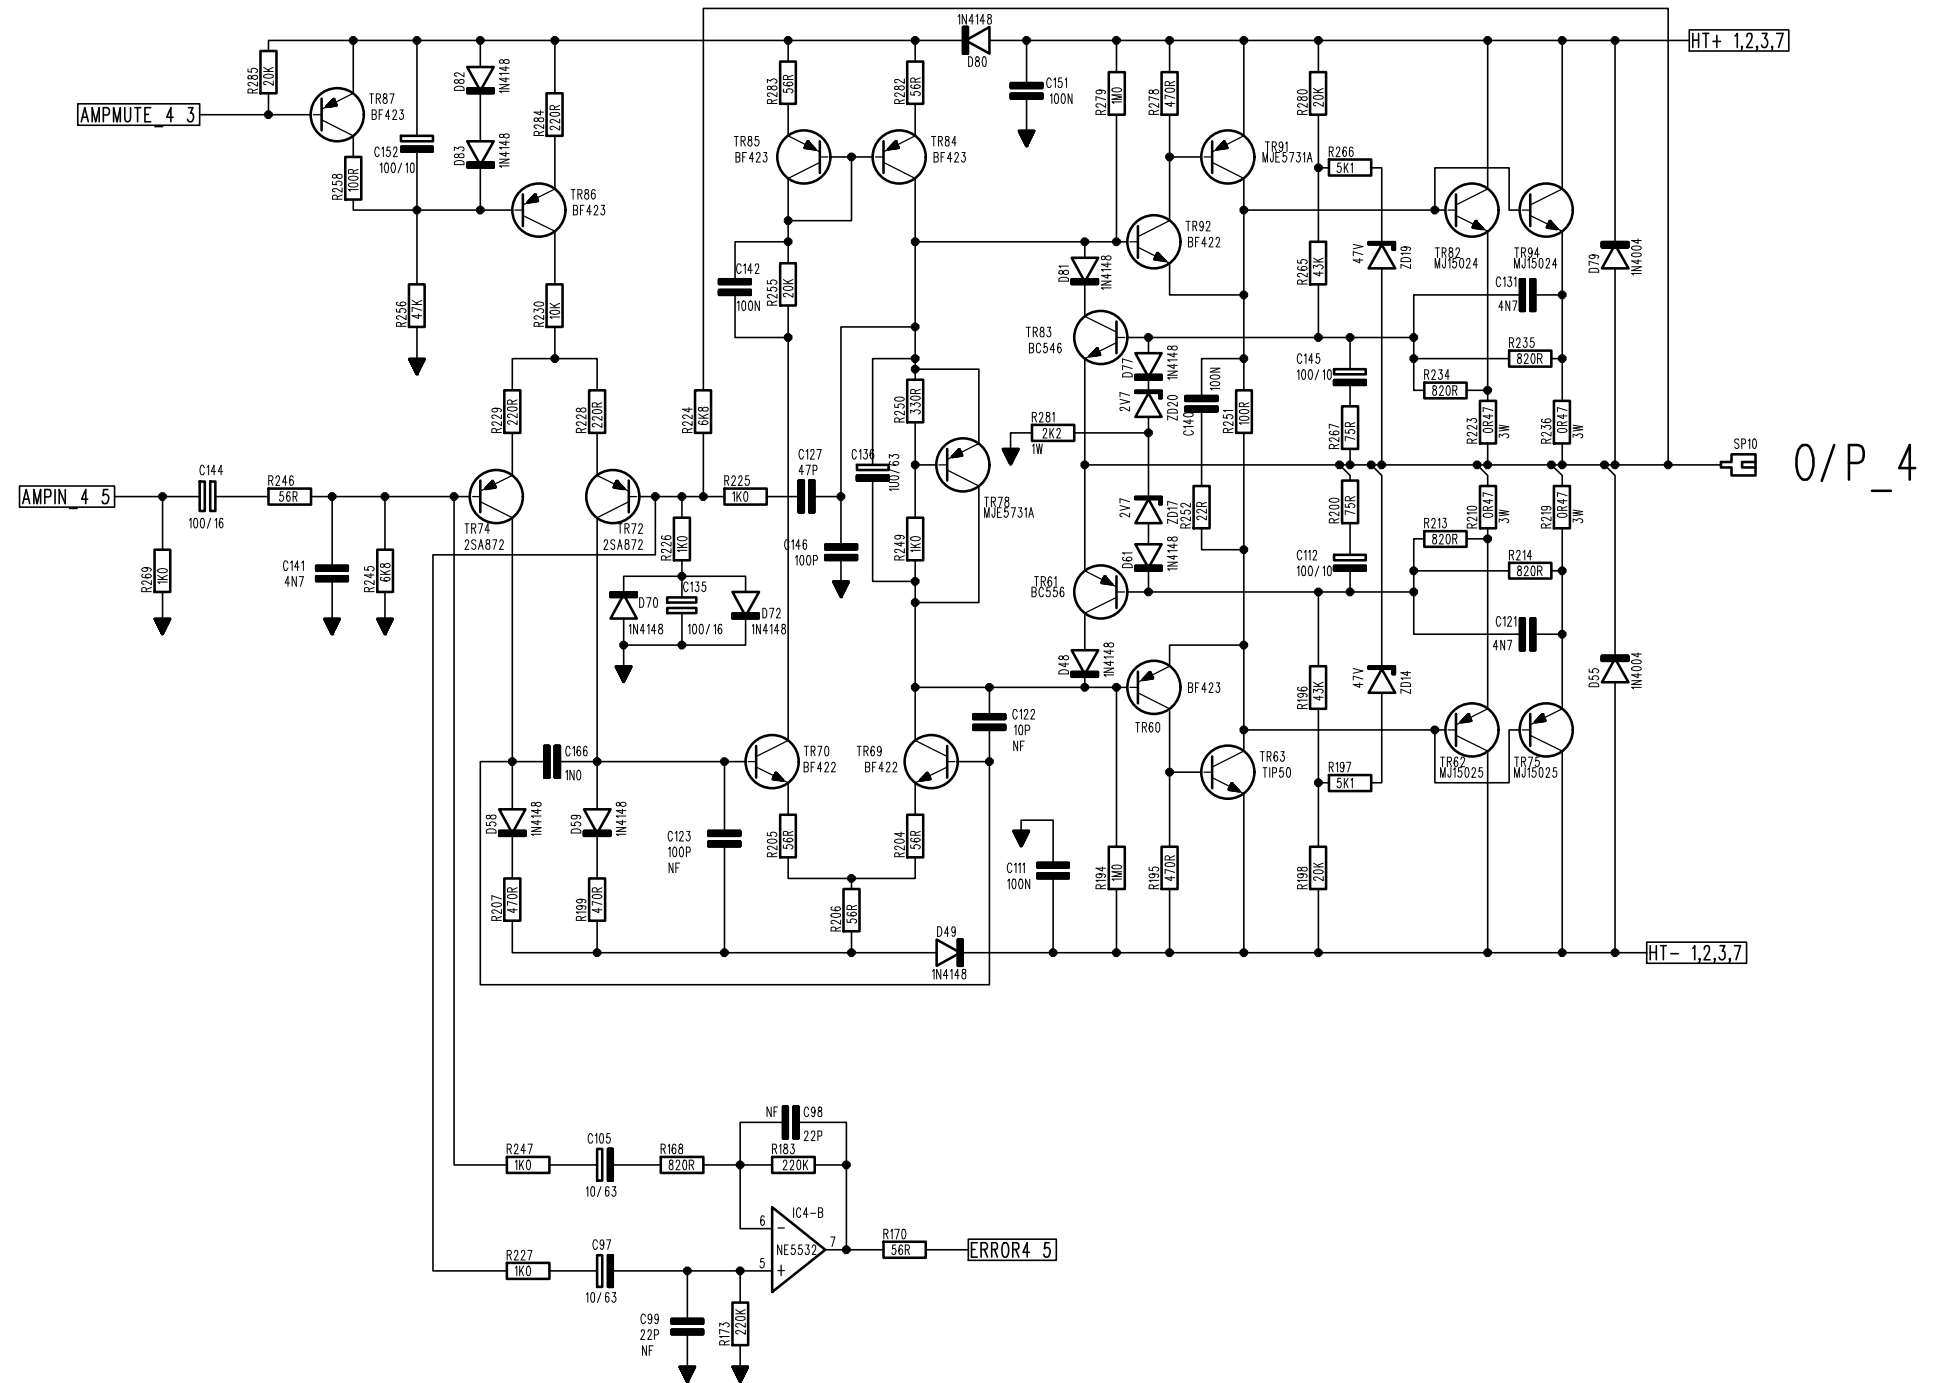 1N4148
D80
HT+ 1,2,3,7
R285
20K
AMPMUTE_4 3
TR87
BF423
R258
100R
C152
100/10
D82
1N4148
D83
1N4148
R284
220R
TR86
BF423
R256
47K
R230
10K
R283
56R
R282
56R
TR85
BF423
TR84
BF423
C142
100N
R255
20K
C151
100N
R279
1M0
R278
470R
R280
20K
TR91
MJE5731A
R266
5K1
TR92
BF422
R265
43K
47V
ZD19
TR82
MJ15024
TR94
MJ15024
D79
1N4004
D81
1N4148
C131
4N7
TR83
BC546
D77
1N4148
2V7
ZD20
C140
100N
R251
100R
C145
100/10
R235
820R
R234
820R
R267
75R
R223
0R47
3W
R236
0R47
3W
R281
2K2
1W
SP10
O/P_4
R229
220R
R228
220R
R224
6K8
R250
330R
AMPIN_4 5
C144
100/16
R246
56R
TR74
2SA872
TR72
2SA872
R225
1K0
C127
47P
C136
100/63
TR78
MJE5731A
R269
1K0
C141
4N7
R245
6K8
R226
1K0
C146
100P
R249
1K0
2V7
ZD17
R252
22R
D61
1N4148
R200
75R
C112
100/10
R213
820R
R210
0R47
3W
R219
0R47
3W
R214
820R
D70
1N4148
C135
100/16
D72
1N4148
TR61
BC556
C121
4N7
D48
1N4148
TR60
BF423
R196
43K
47V
ZD14
D55
1N4004
C166
1N0
TR70
BF422
TR69
BF422
C122
10P
NF
TR63
TIP50
R197
5K1
TR62
MJ15025
TR75
MJ15025
D58
1N4148
D59
1N4148
C123
100P
NF
R205
56R
R204
56R
R207
470R
R199
470R
R206
56R
C111
100N
R194
1M0
R195
470R
R198
20K
D49
1N4148
HT- 1,2,3,7
NF
C98
22P
R247
1K0
C105
10/63
R168
820R
R183
220K
IC4-B
6
NE5532
7
5
R170
56R
ERROR4 5
R227
1K0
C97
10/63
C99
22P
NF
R173
220K